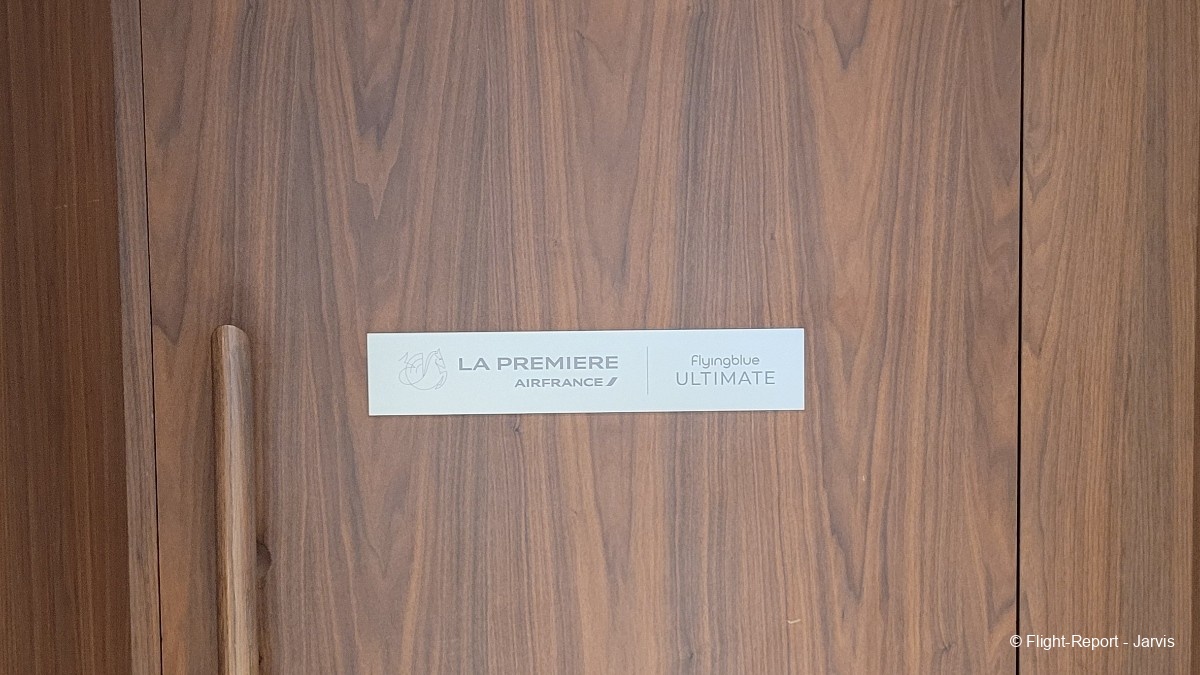 LA PREMIERE
AIRFRANCE
Flyingblue
ULTIMATE
© Flight-Report - Jarvis